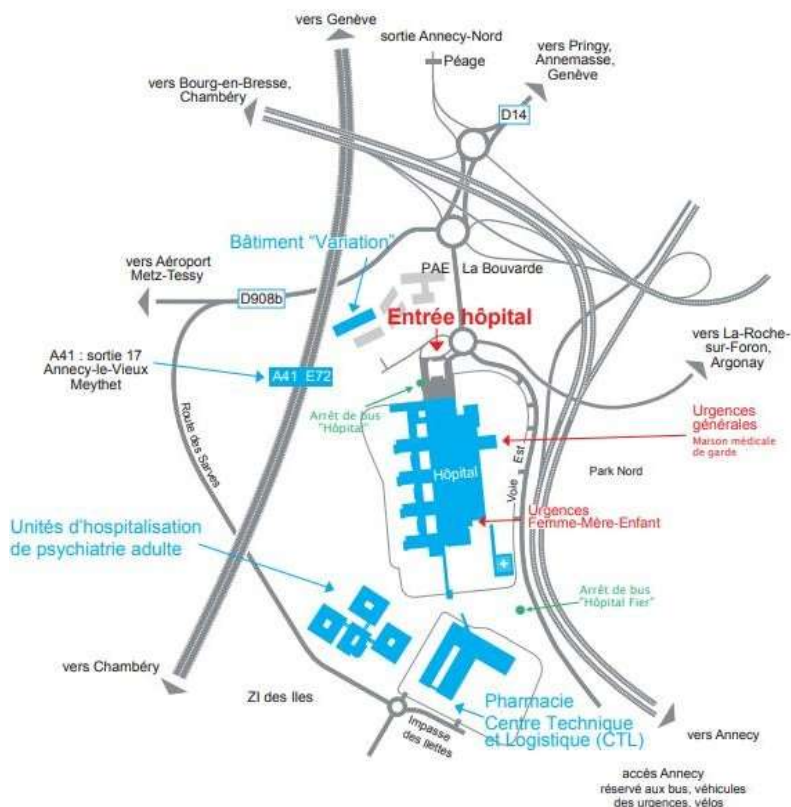 vers Genève
sortie Annecy-Nord
Péage
vers Pringy,
Annemasse,
Genève
vers Bourg-en-Bresse,
Chambéry
D14
Bâtiment "Variation"
PAE La Bouvarde
vers Aéroport
Metz-Tessy
D908b
Entrée hôpital
vers La-Roche-
sur-Foron,
Argonay
A41 : sortie 17
Annecy-le-Vieux
Meythet
A41 E72
Arrêt de bus
"Hôpital"
Urgences
générales
Maison médicale
de garde
Route des Sarves
Voie Est
Park Nord
Hôpital
Urgences
Femme-Mère-Enfant
Unités d'hospitalisation
de psychiatrie adulte
Arrêt de bus
"Hôpital Fier"
vers Chambéry
ZI des Iles
Impasse
des Ilettes
Pharmacie
Centre Technique
et Logistique (CTL)
vers Annecy
accès Annecy
réservé aux bus, véhicules
des urgences, vélos